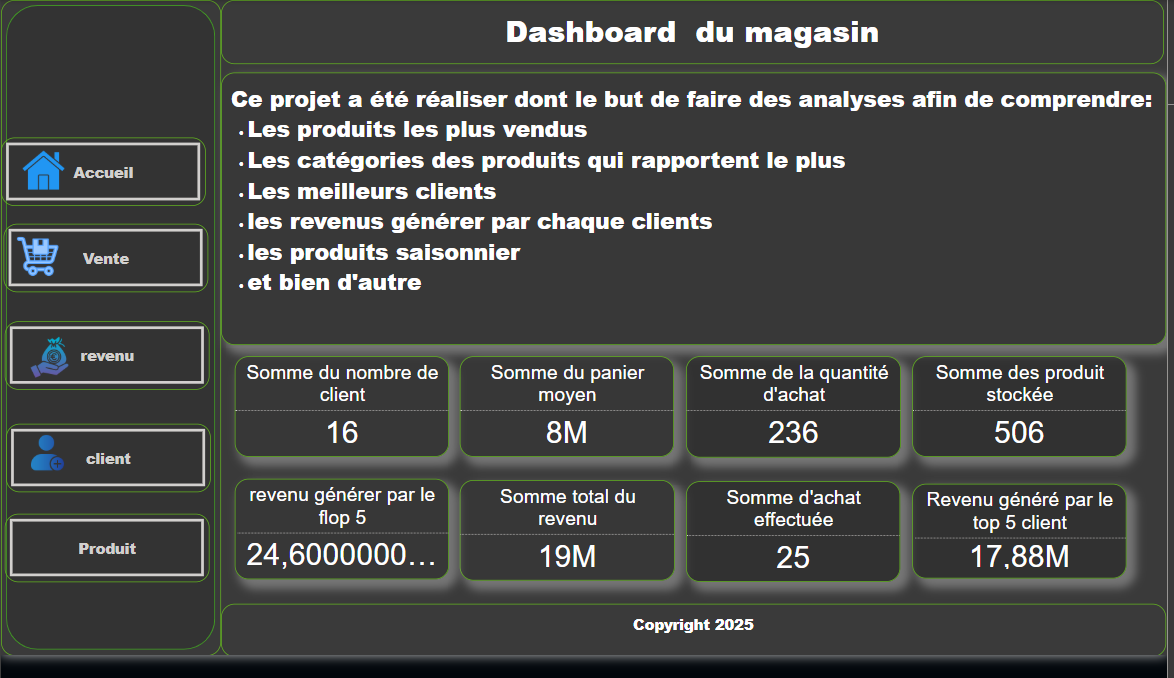 Dashboard  du magasin
Ce projet a été réaliser dont le but de faire des analyses afin de comprendre:
• Les produits les plus vendus
• Les catégories des produits qui rapportent le plus
• Les meilleurs clients
• les revenus générer par chaque clients
• les produits saisonnier
• et bien d'autre
Accueil
Vente
revenu
client
Produit
Somme du nombre de
client
16
Somme du panier
moyen
8M
Somme de la quantité
d'achat
236
Somme des produit
stockée
506
revenu générer par le
flop 5
24,6000000...
Somme total du
revenu
19M
Somme d'achat
effectuée
25
Revenu généré par le
top 5 client
17,88M
Copyright 2025